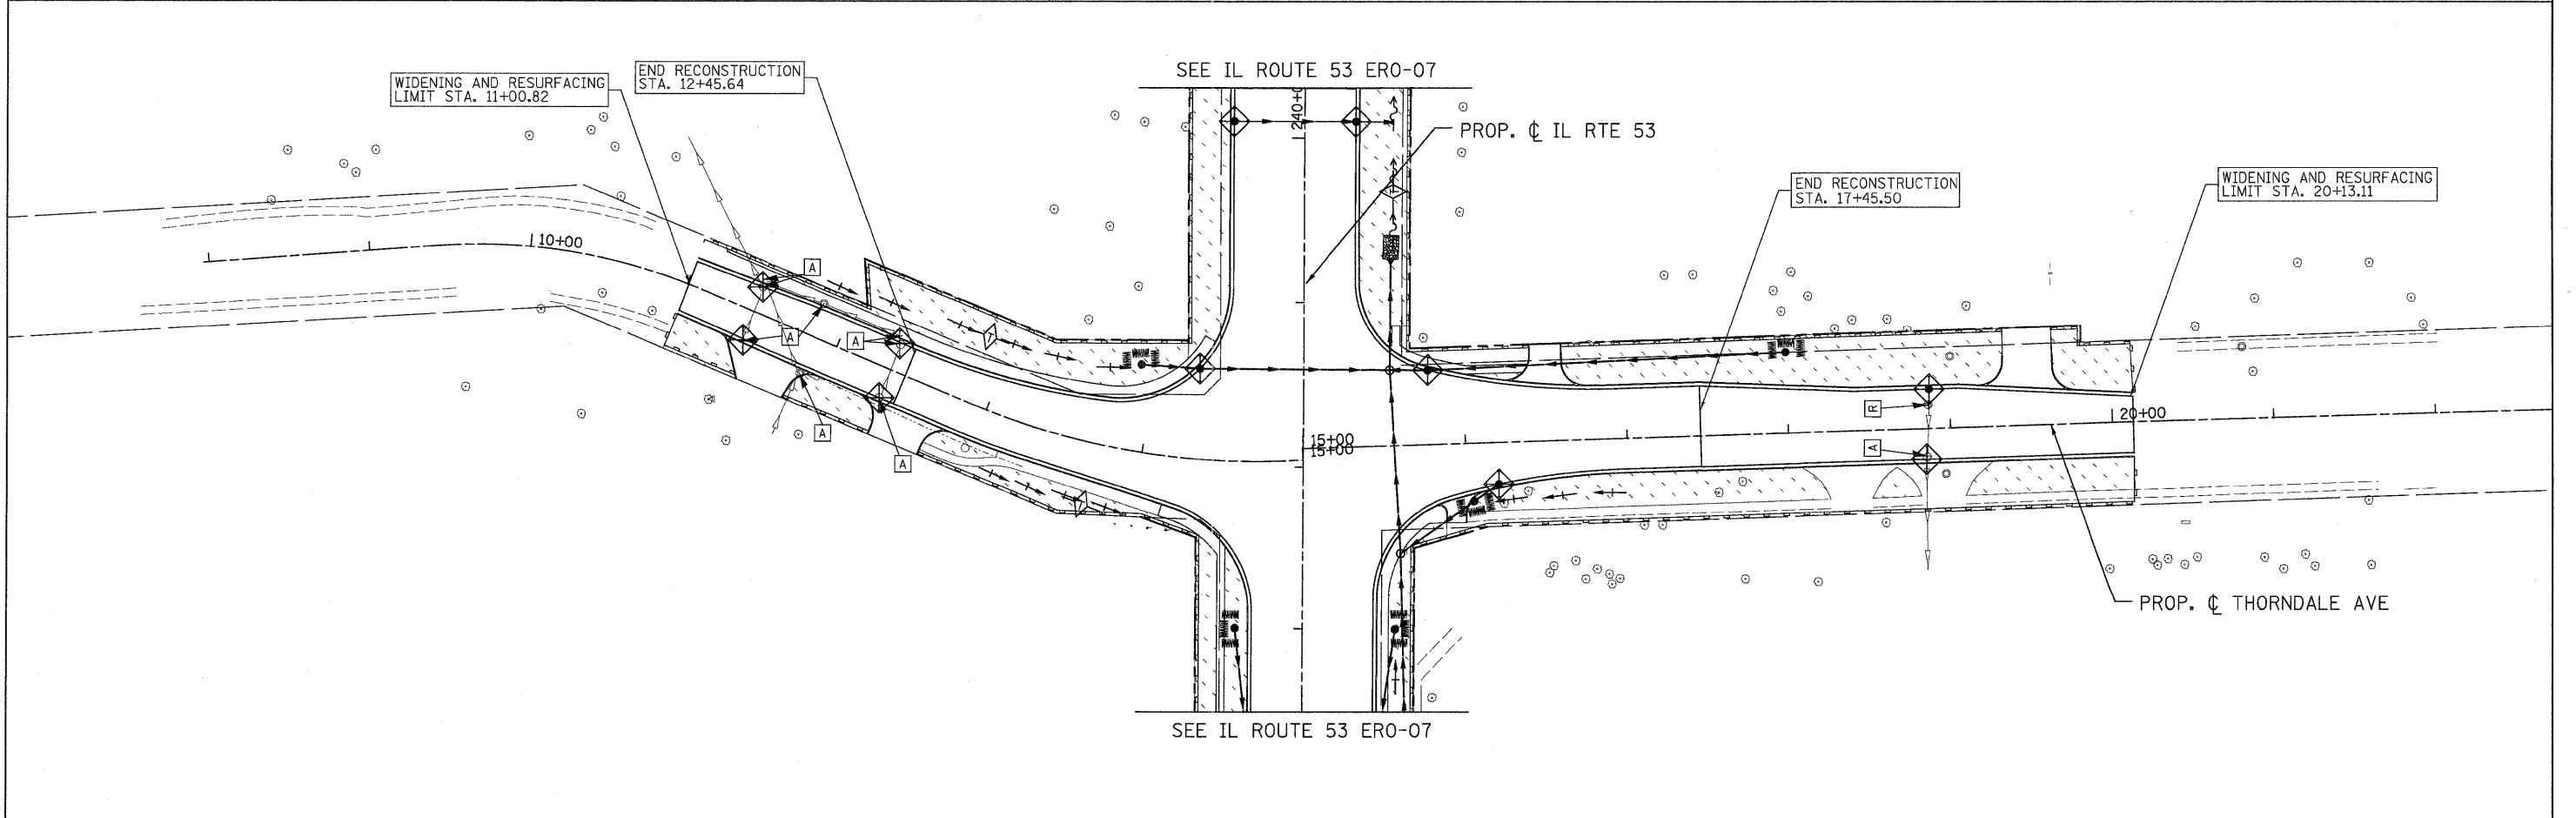 SEE IL ROUTE 53 ERO-07
END RECONSTRUCTION
STA. 12+45.64
WIDENING AND RESURFACING
LIMIT STA. 11+00.82
240+0
PROP. ℄ IL RTE 53
END RECONSTRUCTION
STA. 17+45.50
WIDENING AND RESURFACING
LIMIT STA. 20+13.11
10+00
A
A
A
A
A
R
A
15+00
15+00
20+00
PROP. ℄ THORNDALE AVE
SEE IL ROUTE 53 ERO-07